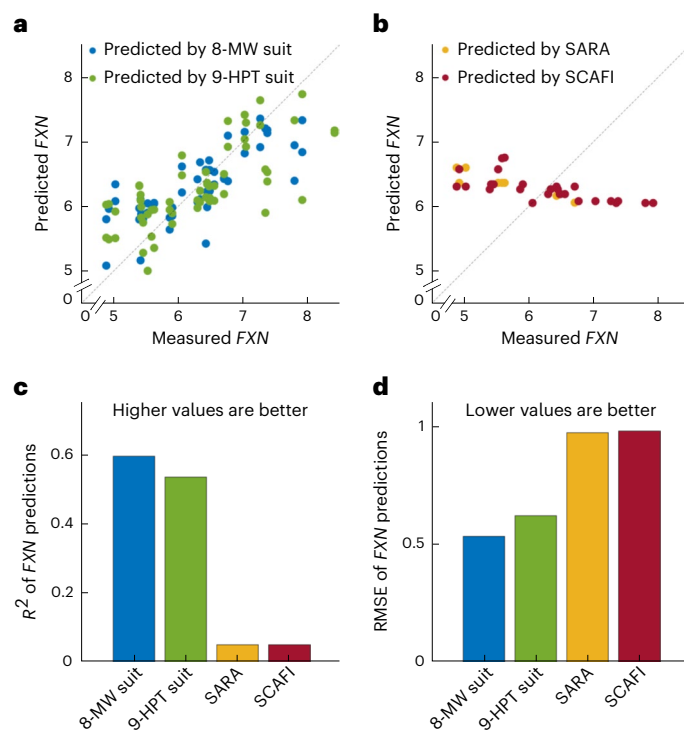 a
Predicted by 8-MW suit
Predicted by 9-HPT suit
8
7
6
5
0
Predicted FXN
0 5 6 7 8
Measured FXN
b
Predicted by SARA
Predicted by SCAFI
8
7
6
5
0
Predicted FXN
0 5 6 7 8
Measured FXN
c
Higher values are better
0.6
0.4
0.2
0
R² of FXN predictions
8-MW suit
9-HPT suit
SARA
SCAFI
d
Lower values are better
1
0.5
0
RMSE of FXN predictions
8-MW suit
9-HPT suit
SARA
SCAFI